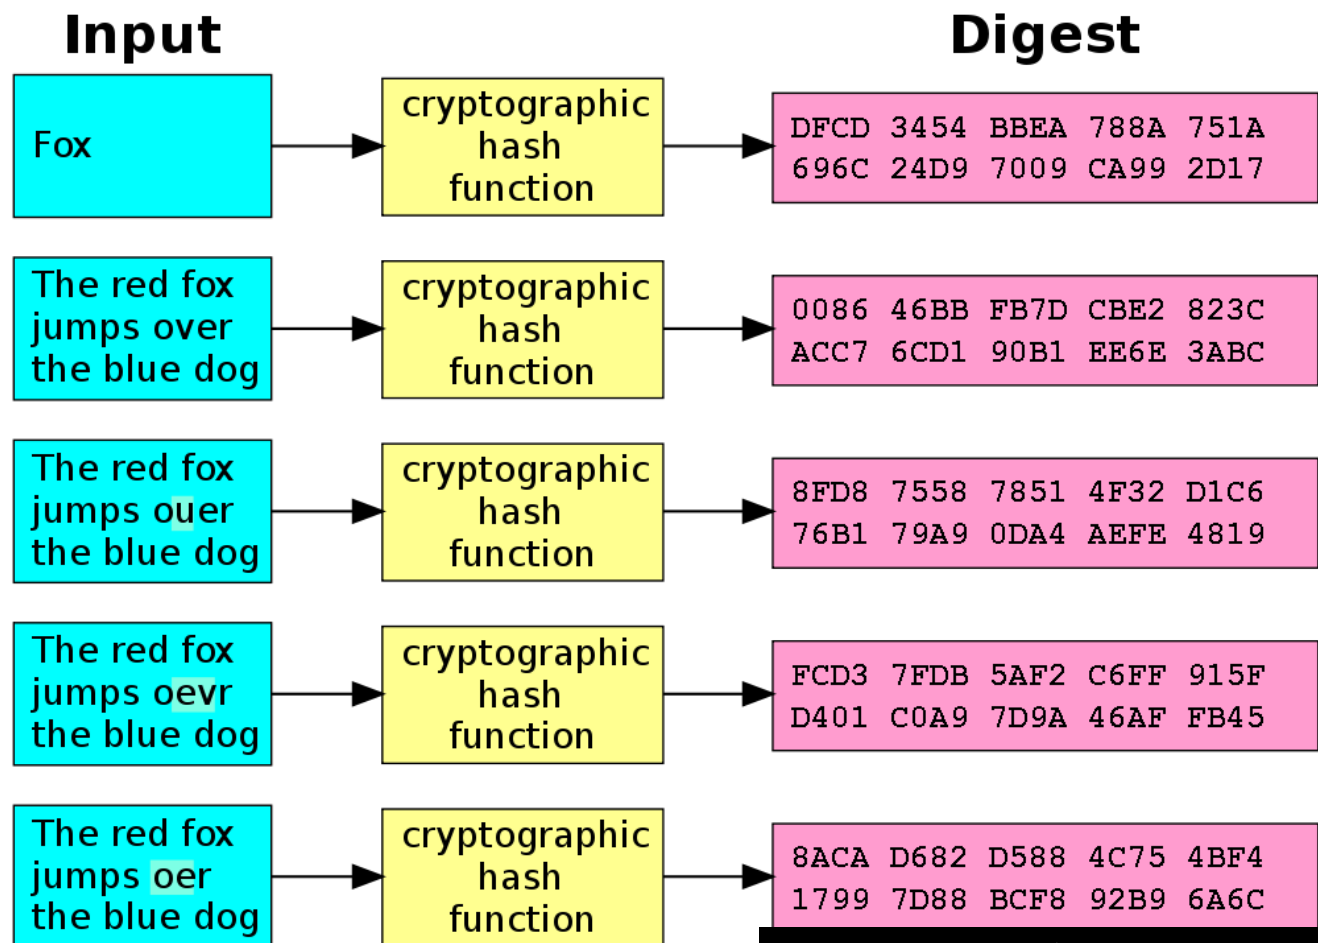 Input
Digest
Fox
cryptographic
hash
function
DFCD 3454 BBEA 788A 751A
696C 24D9 7009 CA99 2D17
The red fox
jumps over
the blue dog
cryptographic
hash
function
0086 46BB FB7D CBE2 823C
ACC7 6CD1 90B1 EE6E 3ABC
The red fox
jumps ouer
the blue dog
cryptographic
hash
function
8FD8 7558 7851 4F32 D1C6
76B1 79A9 0DA4 AEFE 4819
The red fox
jumps oevr
the blue dog
cryptographic
hash
function
FCD3 7FDB 5AF2 C6FF 915F
D401 C0A9 7D9A 46AF FB45
The red fox
jumps oer
the blue dog
cryptographic
hash
function
8ACA D682 D588 4C75 4BF4
1799 7D88 BCF8 92B9 6A6C